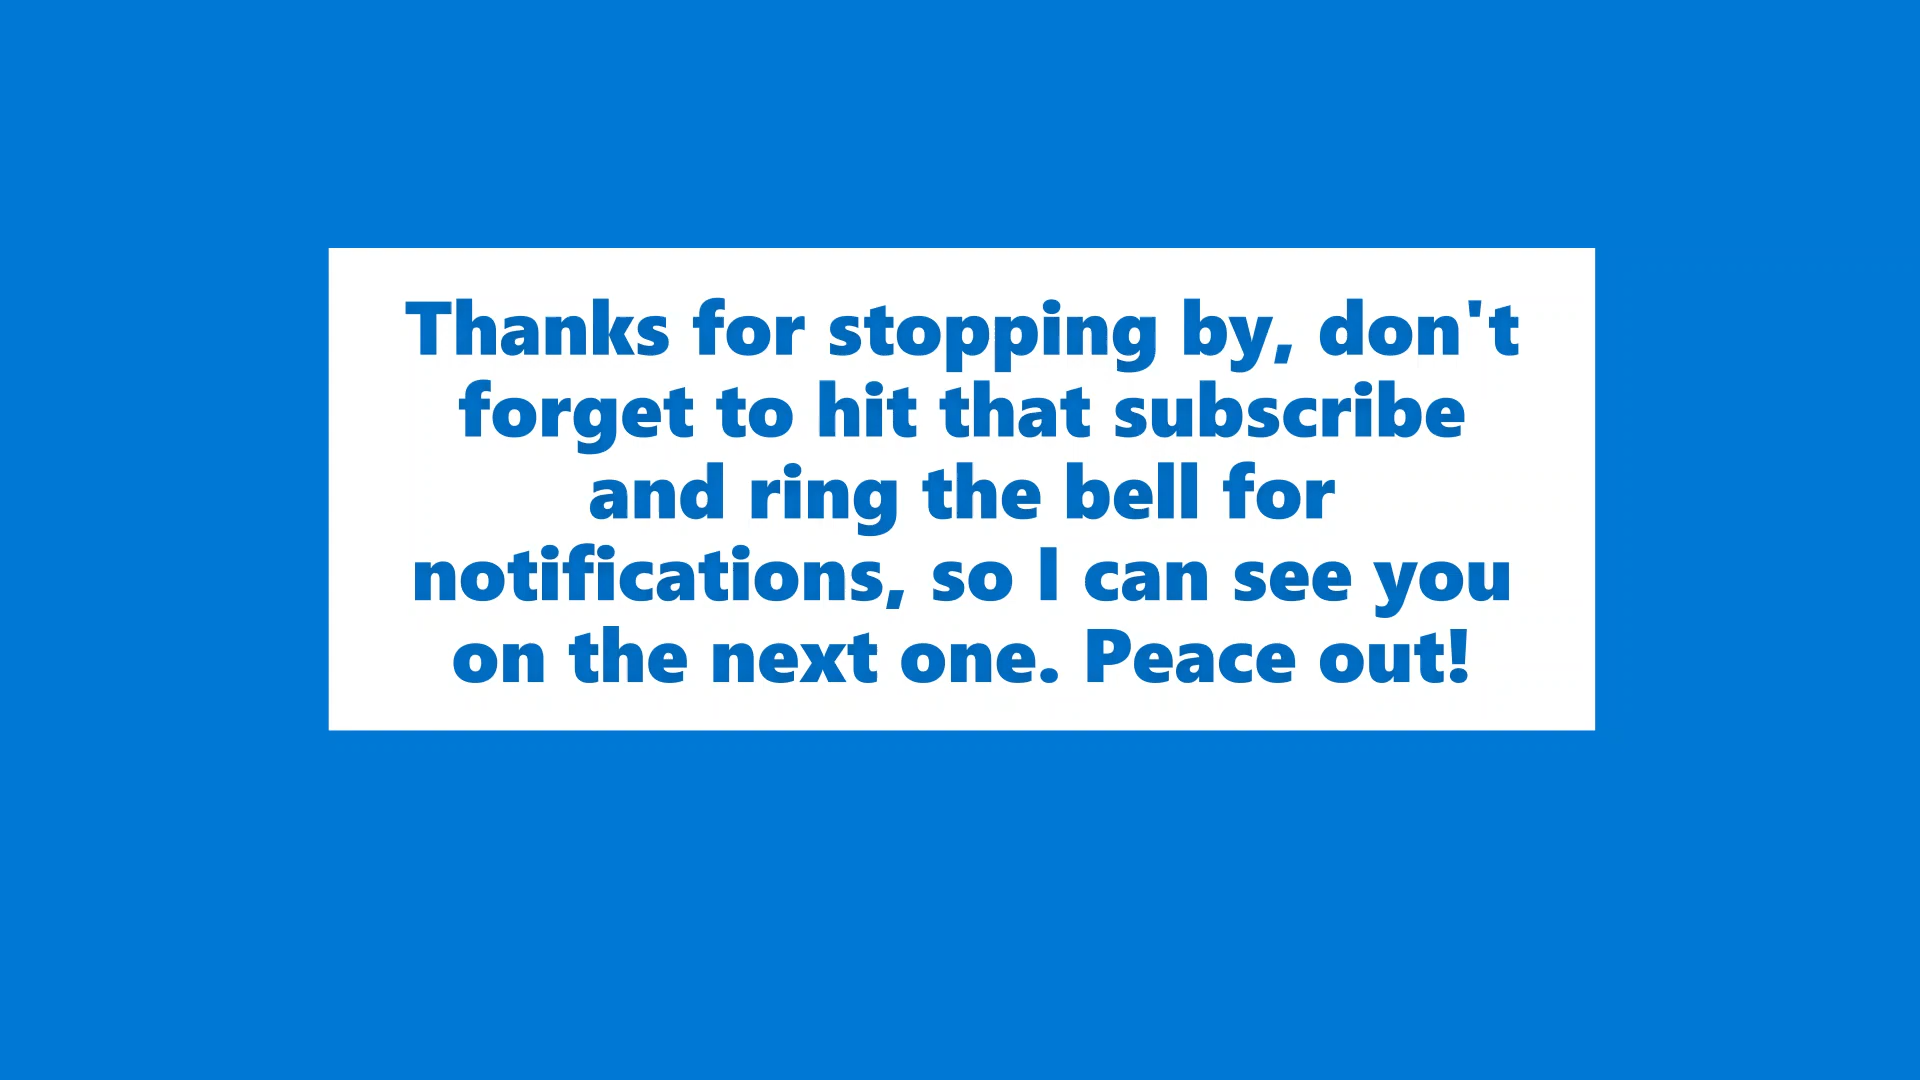 Thanks for stopping by, don't
forget to hit that subscribe
and ring the bell for
notifications, so I can see you
on the next one. Peace out!